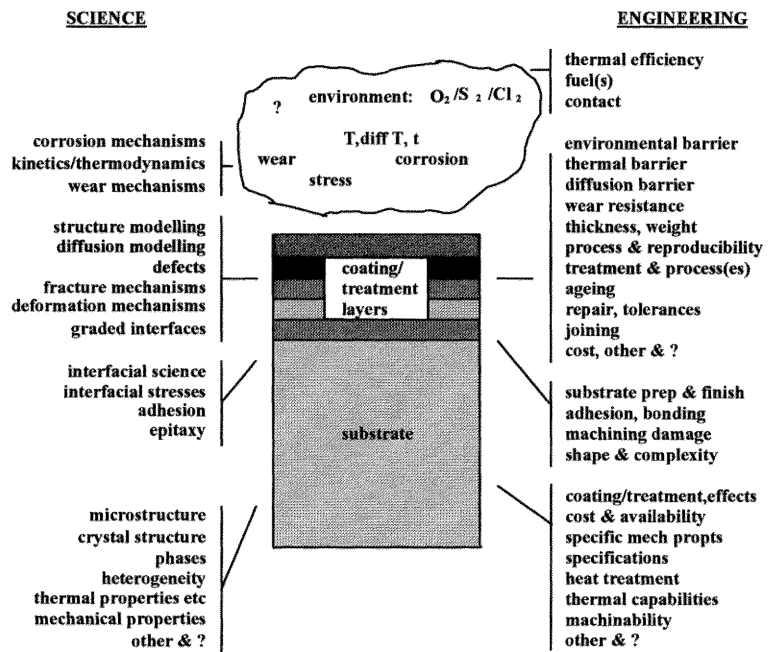 SCIENCE
ENGINEERING
thermal efficiency
fuel(s)
contact
? environment: O2/S2/Cl2
T,diff T, t
wear corrosion
stress
corrosion mechanisms
kinetics/thermodynamics
wear mechanisms
environmental barrier
thermal barrier
diffusion barrier
wear resistance
thickness, weight
process & reproducibility
treatment & process(es)
ageing
repair, tolerances
joining
cost, other & ?
structure modelling
diffusion modelling
defects
fracture mechanisms
deformation mechanisms
graded interfaces
coating/
treatment
layers
interfacial science
interfacial stresses
adhesion
epitaxy
substrate
substrate prep & finish
adhesion, bonding
machining damage
shape & complexity
microstructure
crystal structure
phases
heterogeneity
thermal properties etc
mechanical properties
other & ?
coating/treatment,effects
cost & availability
specific mech propts
specifications
heat treatment
thermal capabilities
machinability
other & ?